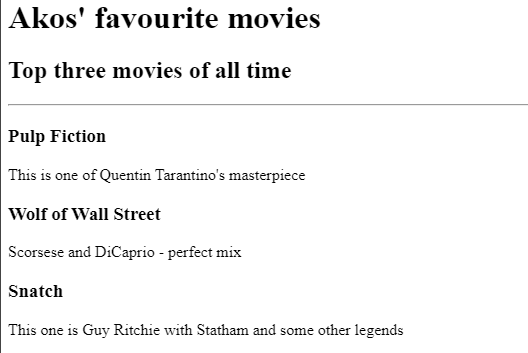 Akos' favourite movies
Top three movies of all time
Pulp Fiction
This is one of Quentin Tarantino's masterpiece
Wolf of Wall Street
Scorsese and DiCaprio - perfect mix
Snatch
This one is Guy Ritchie with Statham and some other legends